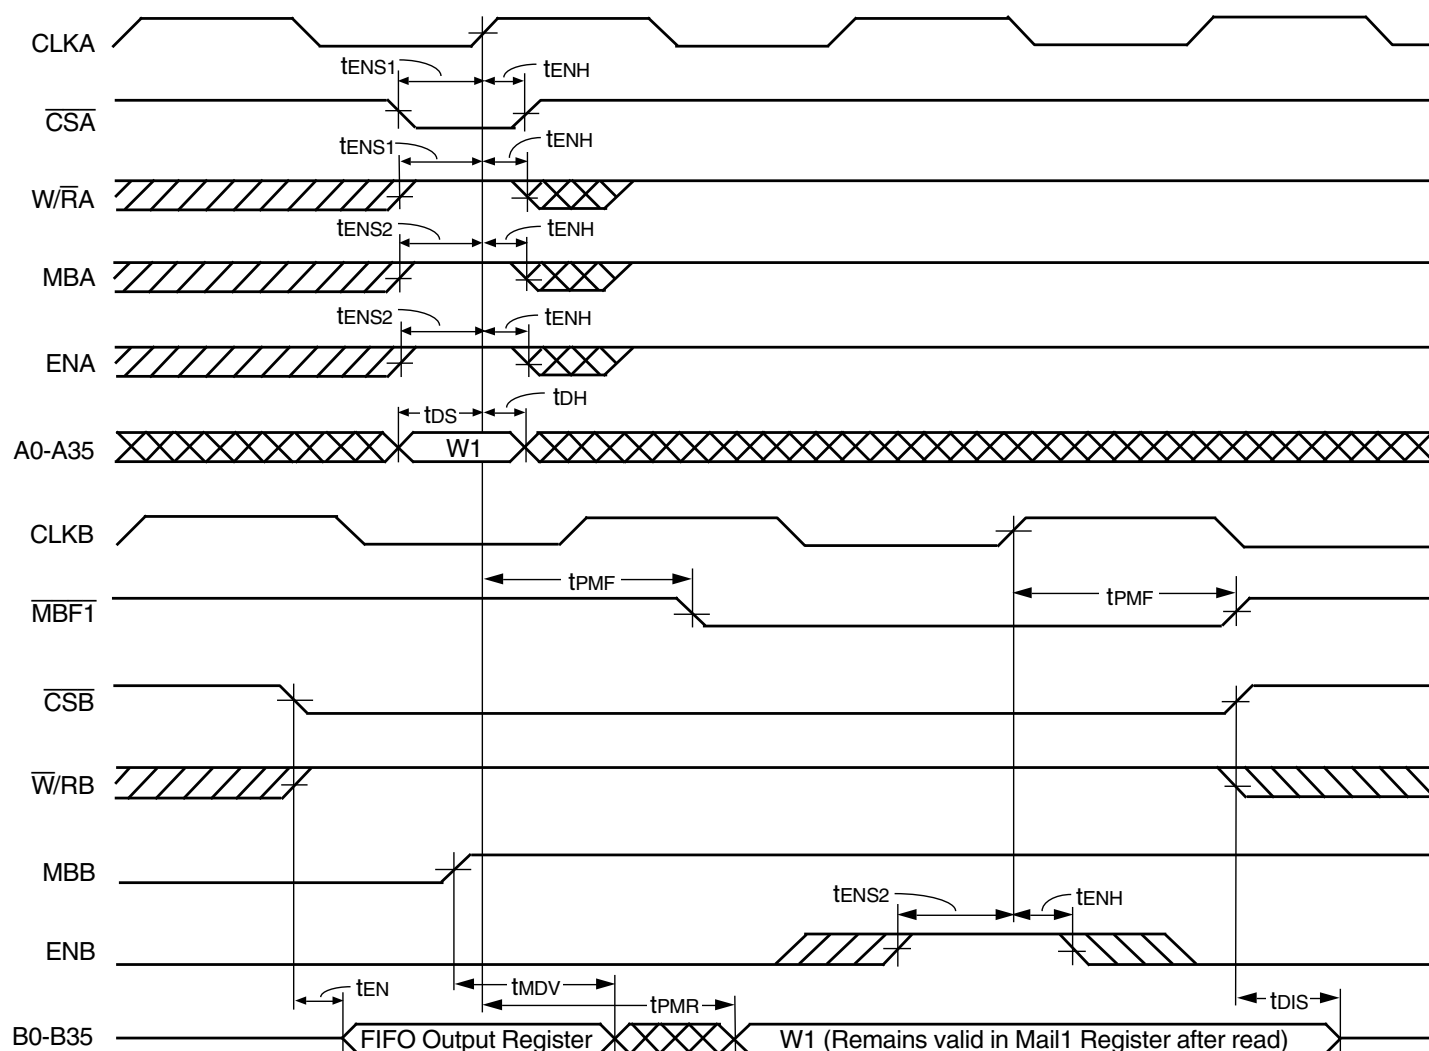 CLKA
tENS1 tENH
CSA
tENS1 tENH
W/RA
tENS2 tENH
MBA
tENS2 tENH
ENA
tDS tDH
A0-A35 W1
CLKB
tPMF tPMF
MBF1
CSB
W/RB
MBB
tENS2 tENH
ENB
tEN tMDV tPMR tDIS
B0-B35 FIFO Output Register W1 (Remains valid in Mail1 Register after read)